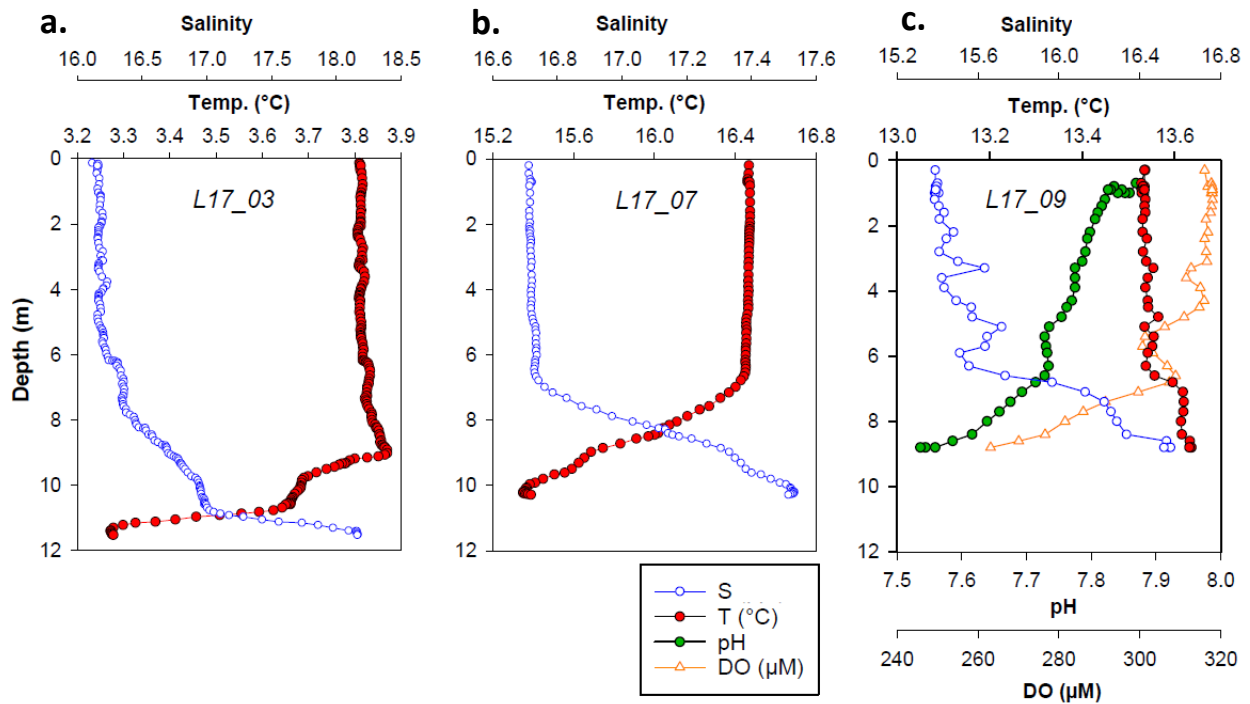 a.
Salinity
16.0 16.5 17.0 17.5 18.0 18.5
Temp. (°C)
3.2 3.3 3.4 3.5 3.6 3.7 3.8 3.9
0
2
4
6
8
10
12
Depth (m)
L17_03
b.
Salinity
16.6 16.8 17.0 17.2 17.4 17.6
Temp. (°C)
15.2 15.6 16.0 16.4 16.8
0
2
4
6
8
10
12
L17_07
c.
Salinity
15.2 15.6 16.0 16.4 16.8
Temp. (°C)
13.0 13.2 13.4 13.6
0
2
4
6
8
10
12
L17_09
7.5 7.6 7.7 7.8 7.9 8.0
pH
240 260 280 300 320
DO (µM)
S
T (°C)
pH
DO (µM)